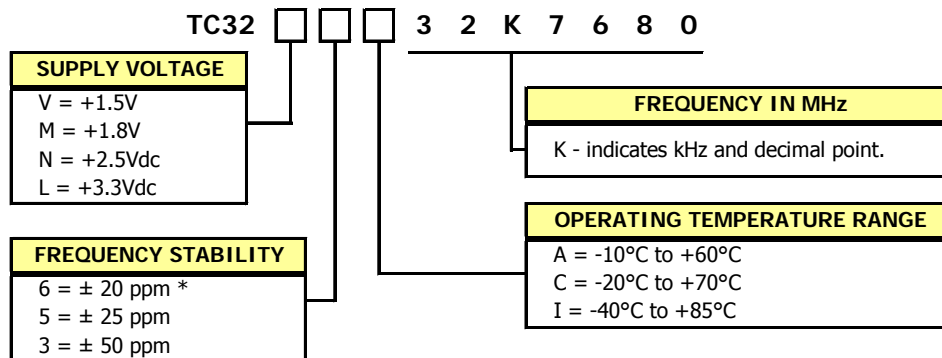 TC32 3 2 K 7 6 8 0
SUPPLY VOLTAGE
V = +1.5V
M = +1.8V
N = +2.5Vdc
L = +3.3Vdc
FREQUENCY IN MHz
K - indicates kHz and decimal point.
OPERATING TEMPERATURE RANGE
A = -10°C to +60°C
C = -20°C to +70°C
I = -40°C to +85°C
FREQUENCY STABILITY
6 = ± 20 ppm *
5 = ± 25 ppm
3 = ± 50 ppm